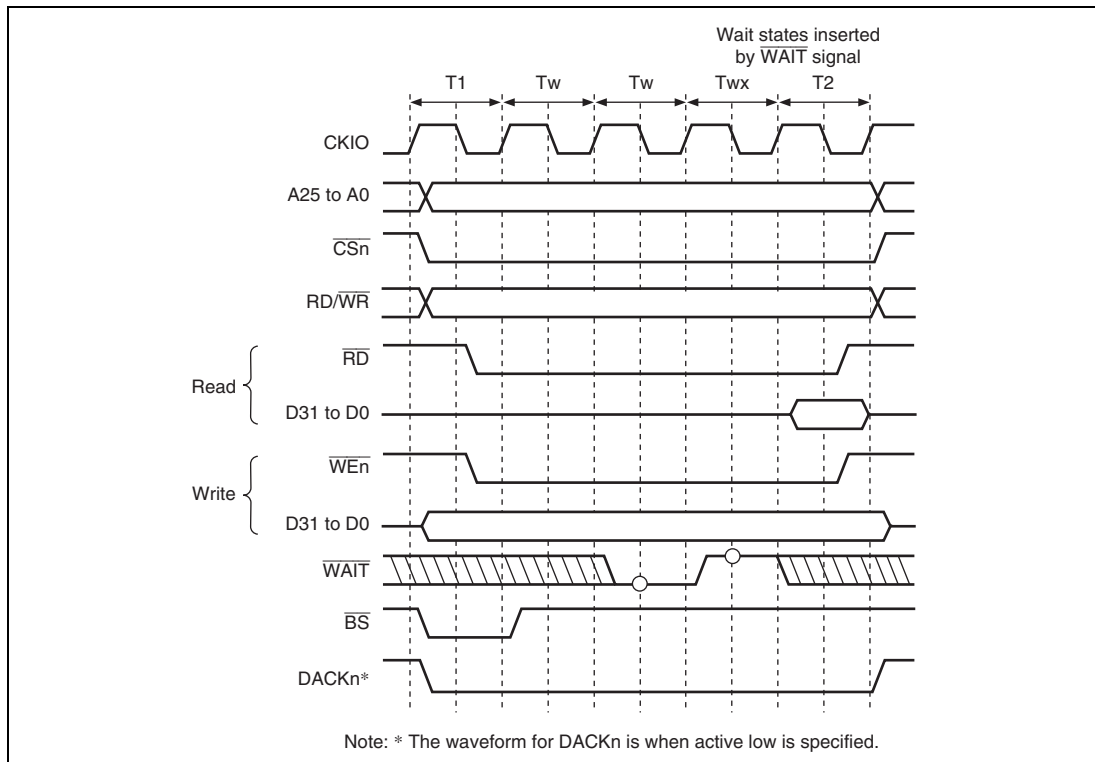 Wait states inserted
by WAIT signal
T1 Tw Tw Twx T2
CKIO
A25 to A0
CSn
RD/WR
RD
Read
D31 to D0
WEn
Write
D31 to D0
WAIT
BS
DACKn*
Note: * The waveform for DACKn is when active low is specified.